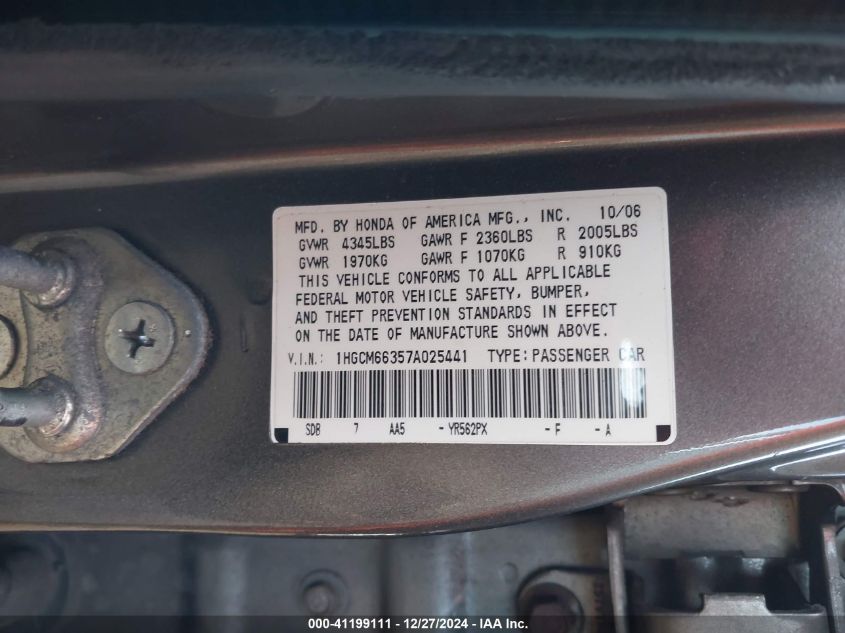 MFD. BY HONDA OF AMERICA MFG., INC. 10/06
GVWR 4345LBS GAWR F 2360LBS R 2005LBS
GVWR 1970KG GAWR F 1070KG R 910KG
THIS VEHICLE CONFORMS TO ALL APPLICABLE
FEDERAL MOTOR VEHICLE SAFETY, BUMPER,
AND THEFT PREVENTION STANDARDS IN EFFECT
ON THE DATE OF MANUFACTURE SHOWN ABOVE.
V.I.N.: 1HGCM66357A025441 TYPE: PASSENGER CAR
SDB 7 AA5 - YR562PX - F - A
000-41199111 - 12/27/2024 - IAA, Inc.